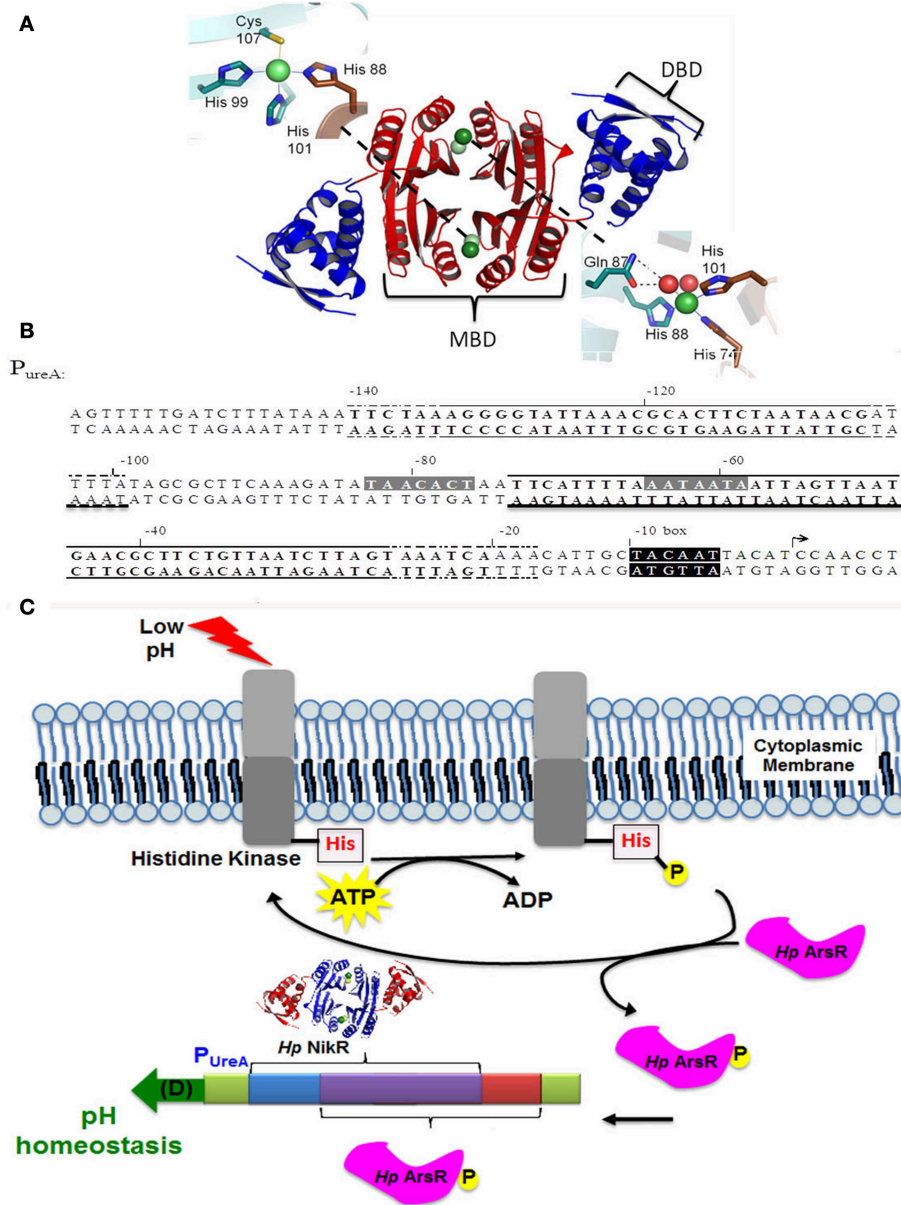 A
Cys
107
His 88
His 99
His
101
DBD
Gln 87
His
101
His 88
His 74
MBD
B
PureA:
-140 -120
AGTTTTTGATCTTTATAAATTCTAAAGGGGTATTAAACGCACTTCTAATAACGAT
TCAAAAACTAGAAATATTTAAGATTTCCCCATAATTTGCGTGAAGATTATTGCTA
-100 -80 -60
TTTATAGCGCTTCAAAGATATAACACTAATTCATTTTAAATAATAATTAGTTAAT
AAATATCGCGAAGTTTCTATATTGTGATTAAGTAAAATTTATTATTAATCAATTA
-40 -20 -10 box
GAACGCTTCTGTTAATCTTAGTAAATCAAAACATTGCTACAATTACATCCAACCT
CTTGCGAAGACAATTAGAATCATTTAGTTTTGTAACGATGTTAATGTAGGTTGGA
C
Low
pH
Cytoplasmic
Membrane
Histidine Kinase
His
His
P
ATP
ADP
Hp ArsR
Hp NikR
Hp ArsR P
PUreA
(D)
pH
homeostasis
Hp ArsR P